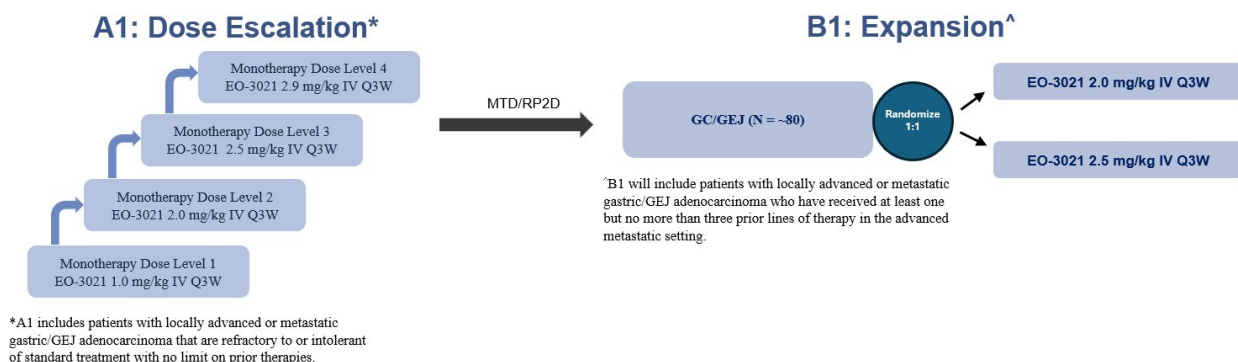 A1: Dose Escalation*
Monotherapy Dose Level 4
EO-3021 2.9 mg/kg IV Q3W
Monotherapy Dose Level 3
EO-3021 2.5 mg/kg IV Q3W
Monotherapy Dose Level 2
EO-3021 2.0 mg/kg IV Q3W
Monotherapy Dose Level 1
EO-3021 1.0 mg/kg IV Q3W
*A1 includes patients with locally advanced or metastatic
gastric/GEJ adenocarcinoma that are refractory to or intolerant
of standard treatment with no limit on prior therapies.
MTD/RP2D
B1: Expansion^
GC/GEJ (N = ~80)
Randomize
1:1
EO-3021 2.0 mg/kg IV Q3W
EO-3021 2.5 mg/kg IV Q3W
^B1 will include patients with locally advanced or metastatic
gastric/GEJ adenocarcinoma who have received at least one
but no more than three prior lines of therapy in the advanced
metastatic setting.